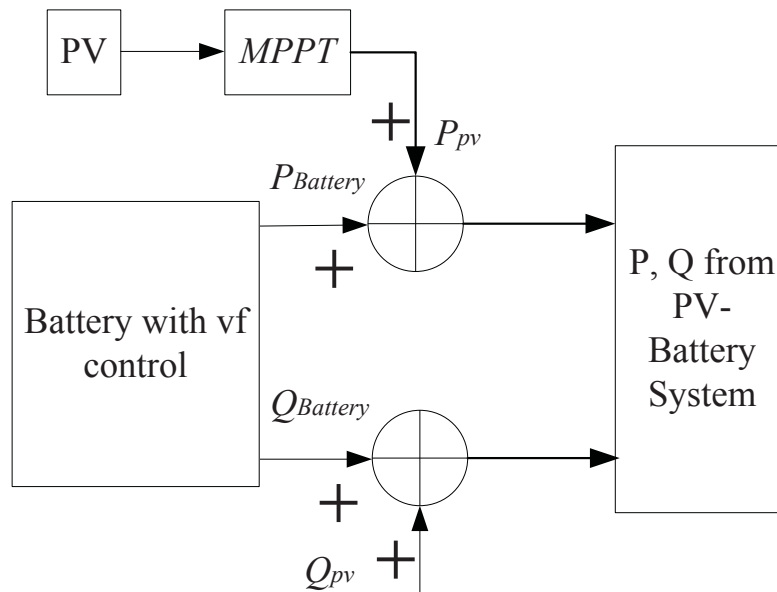 PV
MPPT
+
Ppv
PBattery
+
Battery with vf
control
P, Q from
PV-
Battery
System
QBattery
+
+
Qpv